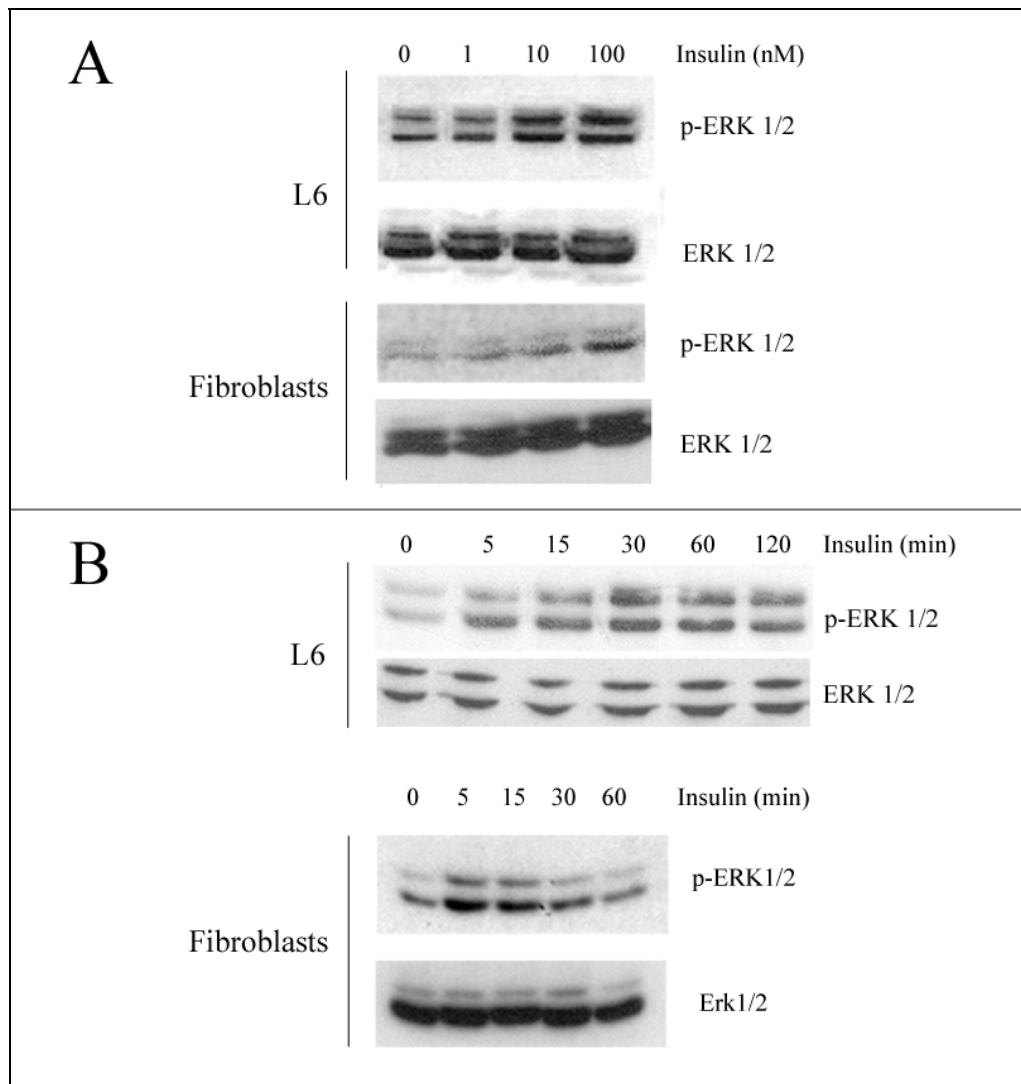 A
0 1 10 100 Insulin (nM)
L6
p-ERK 1/2
ERK 1/2
Fibroblasts
p-ERK 1/2
ERK 1/2
B
0 5 15 30 60 120 Insulin (min)
L6
p-ERK 1/2
ERK 1/2
0 5 15 30 60 Insulin (min)
Fibroblasts
p-ERK1/2
Erk1/2